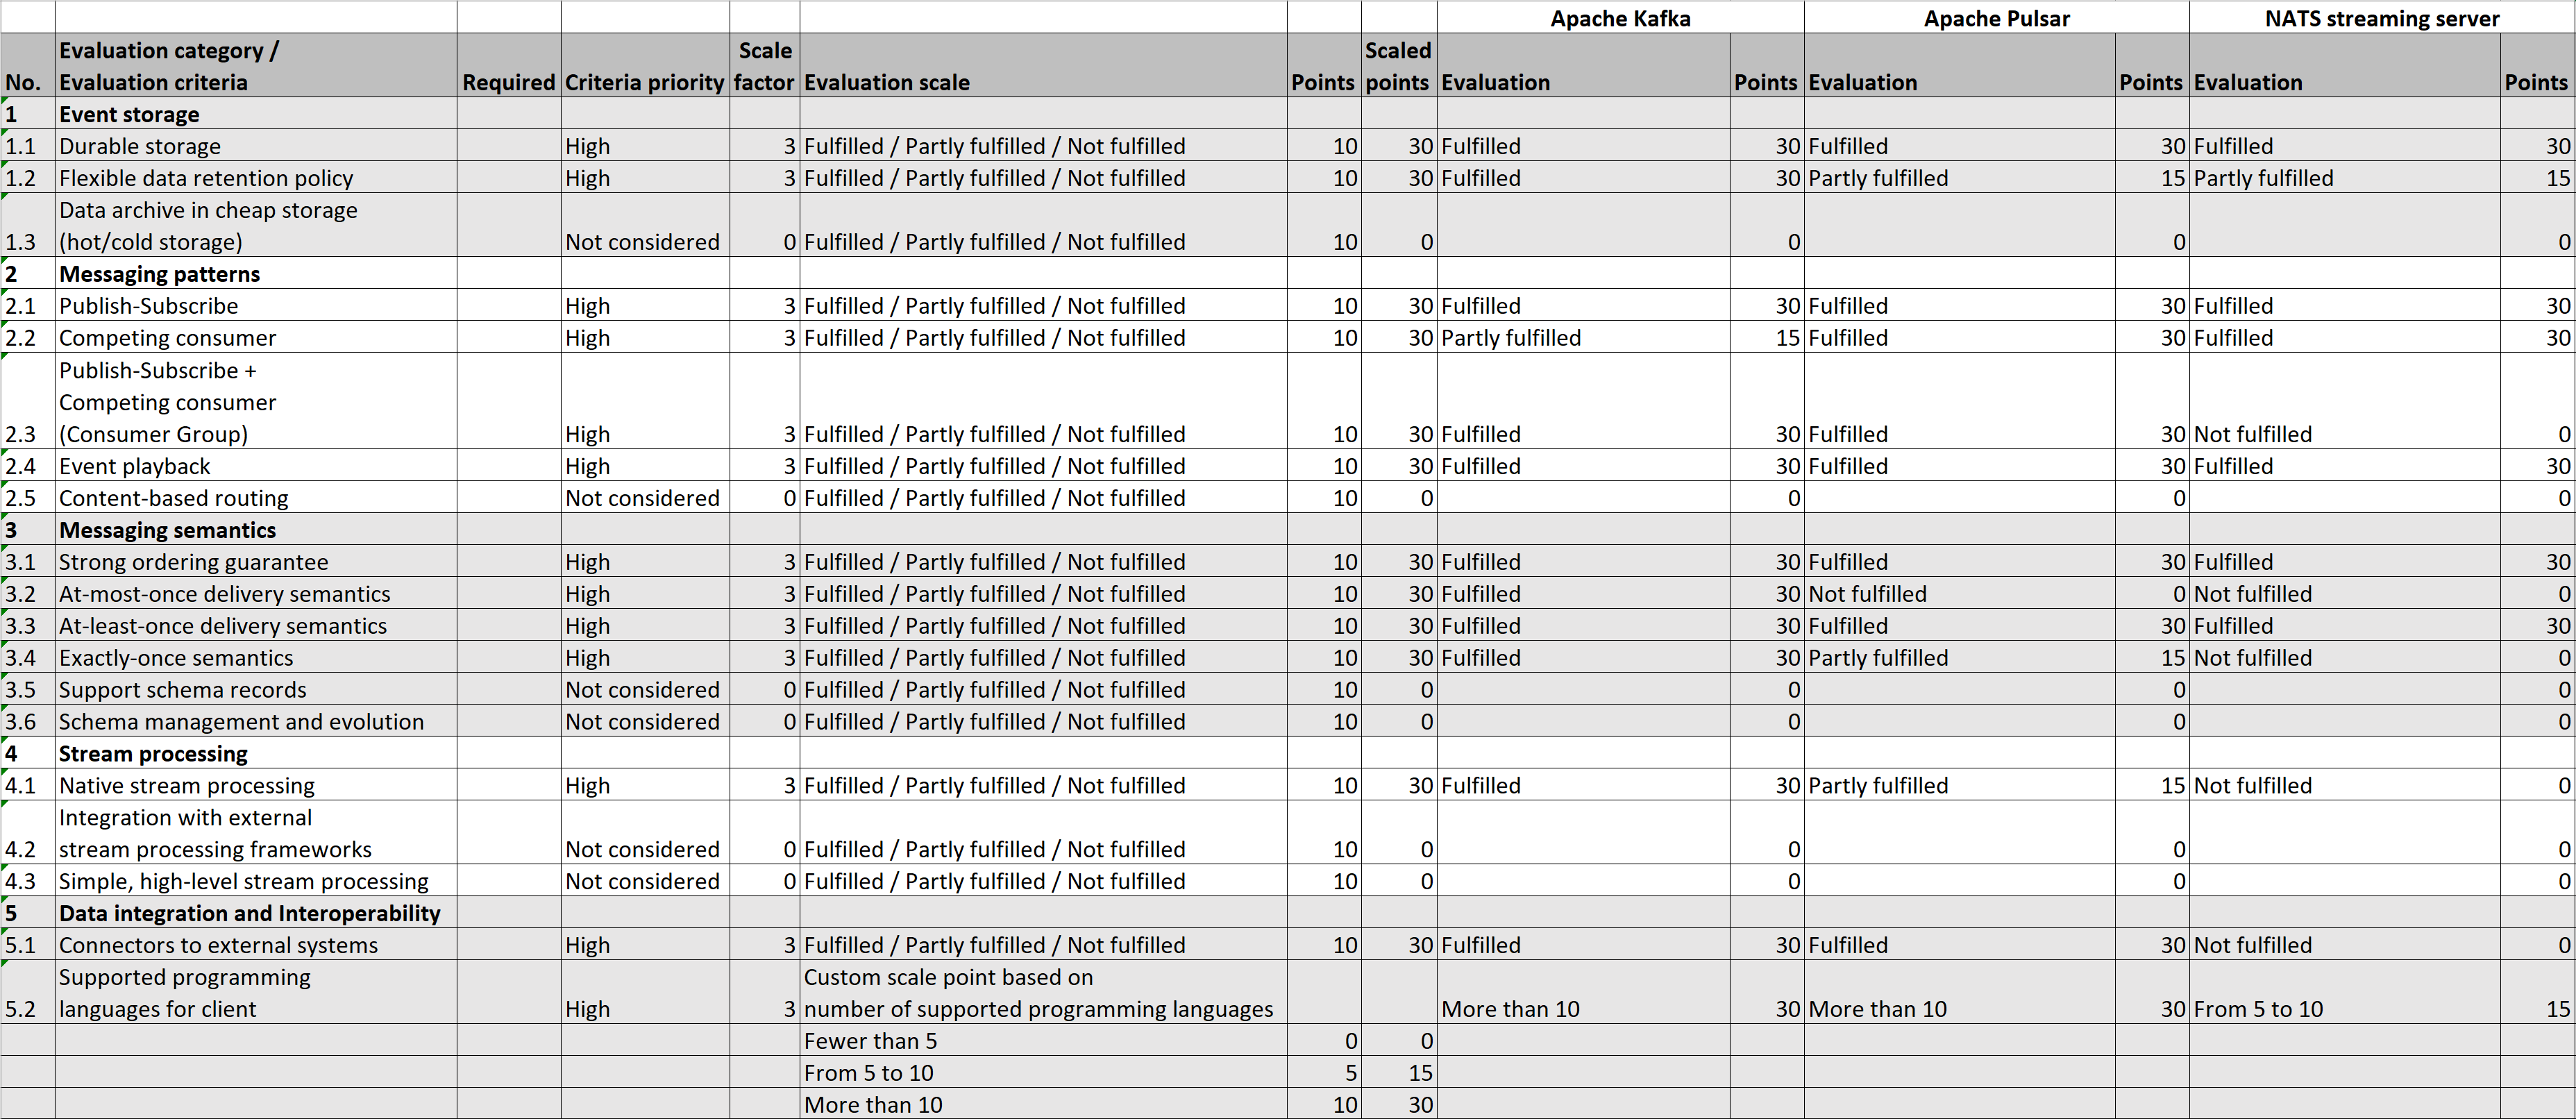 Apache Kafka Apache Pulsar NATS streaming server
Evaluation category / Scale Scaled
No. Evaluation criteria Required Criteria priority factor Evaluation scale Points points Evaluation Points Evaluation Points Evaluation Points
1 Event storage
1.1 Durable storage High 3 Fulfilled / Partly fulfilled / Not fulfilled 10 30 Fulfilled 30 Fulfilled 30 Fulfilled 30
1.2 Flexible data retention policy High 3 Fulfilled / Partly fulfilled / Not fulfilled 10 30 Fulfilled 30 Partly fulfilled 15 Partly fulfilled 15
Data archive in cheap storage
1.3 (hot/cold storage) Not considered 0 Fulfilled / Partly fulfilled / Not fulfilled 10 0 0 0 0
2 Messaging patterns
2.1 Publish-Subscribe High 3 Fulfilled / Partly fulfilled / Not fulfilled 10 30 Fulfilled 30 Fulfilled 30 Fulfilled 30
2.2 Competing consumer High 3 Fulfilled / Partly fulfilled / Not fulfilled 10 30 Partly fulfilled 15 Fulfilled 30 Fulfilled 30
Publish-Subscribe +
Competing consumer
2.3 (Consumer Group) High 3 Fulfilled / Partly fulfilled / Not fulfilled 10 30 Fulfilled 30 Fulfilled 30 Not fulfilled 0
2.4 Event playback High 3 Fulfilled / Partly fulfilled / Not fulfilled 10 30 Fulfilled 30 Fulfilled 30 Fulfilled 30
2.5 Content-based routing Not considered 0 Fulfilled / Partly fulfilled / Not fulfilled 10 0 0 0 0
3 Messaging semantics
3.1 Strong ordering guarantee High 3 Fulfilled / Partly fulfilled / Not fulfilled 10 30 Fulfilled 30 Fulfilled 30 Fulfilled 30
3.2 At-most-once delivery semantics High 3 Fulfilled / Partly fulfilled / Not fulfilled 10 30 Fulfilled 30 Not fulfilled 0 Not fulfilled 0
3.3 At-least-once delivery semantics High 3 Fulfilled / Partly fulfilled / Not fulfilled 10 30 Fulfilled 30 Fulfilled 30 Fulfilled 30
3.4 Exactly-once semantics High 3 Fulfilled / Partly fulfilled / Not fulfilled 10 30 Fulfilled 30 Partly fulfilled 15 Not fulfilled 0
3.5 Support schema records Not considered 0 Fulfilled / Partly fulfilled / Not fulfilled 10 0 0 0 0
3.6 Schema management and evolution Not considered 0 Fulfilled / Partly fulfilled / Not fulfilled 10 0 0 0 0
4 Stream processing
4.1 Native stream processing High 3 Fulfilled / Partly fulfilled / Not fulfilled 10 30 Fulfilled 30 Partly fulfilled 15 Not fulfilled 0
Integration with external
4.2 stream processing frameworks Not considered 0 Fulfilled / Partly fulfilled / Not fulfilled 10 0 0 0 0
4.3 Simple, high-level stream processing Not considered 0 Fulfilled / Partly fulfilled / Not fulfilled 10 0 0 0 0
5 Data integration and Interoperability
5.1 Connectors to external systems High 3 Fulfilled / Partly fulfilled / Not fulfilled 10 30 Fulfilled 30 Fulfilled 30 Not fulfilled 0
Supported programming Custom scale point based on
5.2 languages for client High 3 number of supported programming languages More than 10 30 More than 10 30 From 5 to 10 15
Fewer than 5 0 0
From 5 to 10 5 15
More than 10 10 30